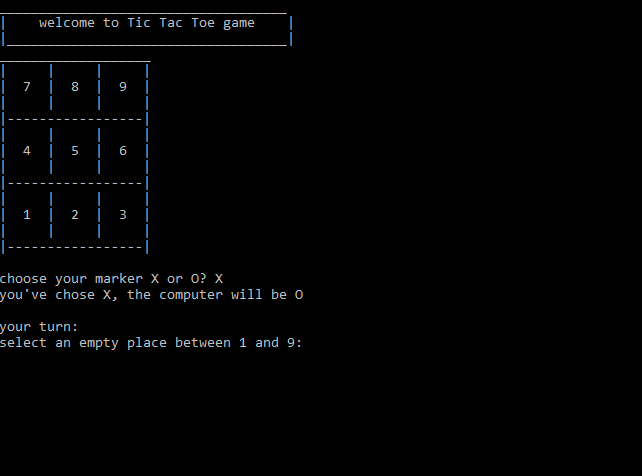 welcome to Tic Tac Toe game
7 8 9
4 5 6
1 2 3
choose your marker X or O? X
you've chose X, the computer will be O
your turn:
select an empty place between 1 and 9: